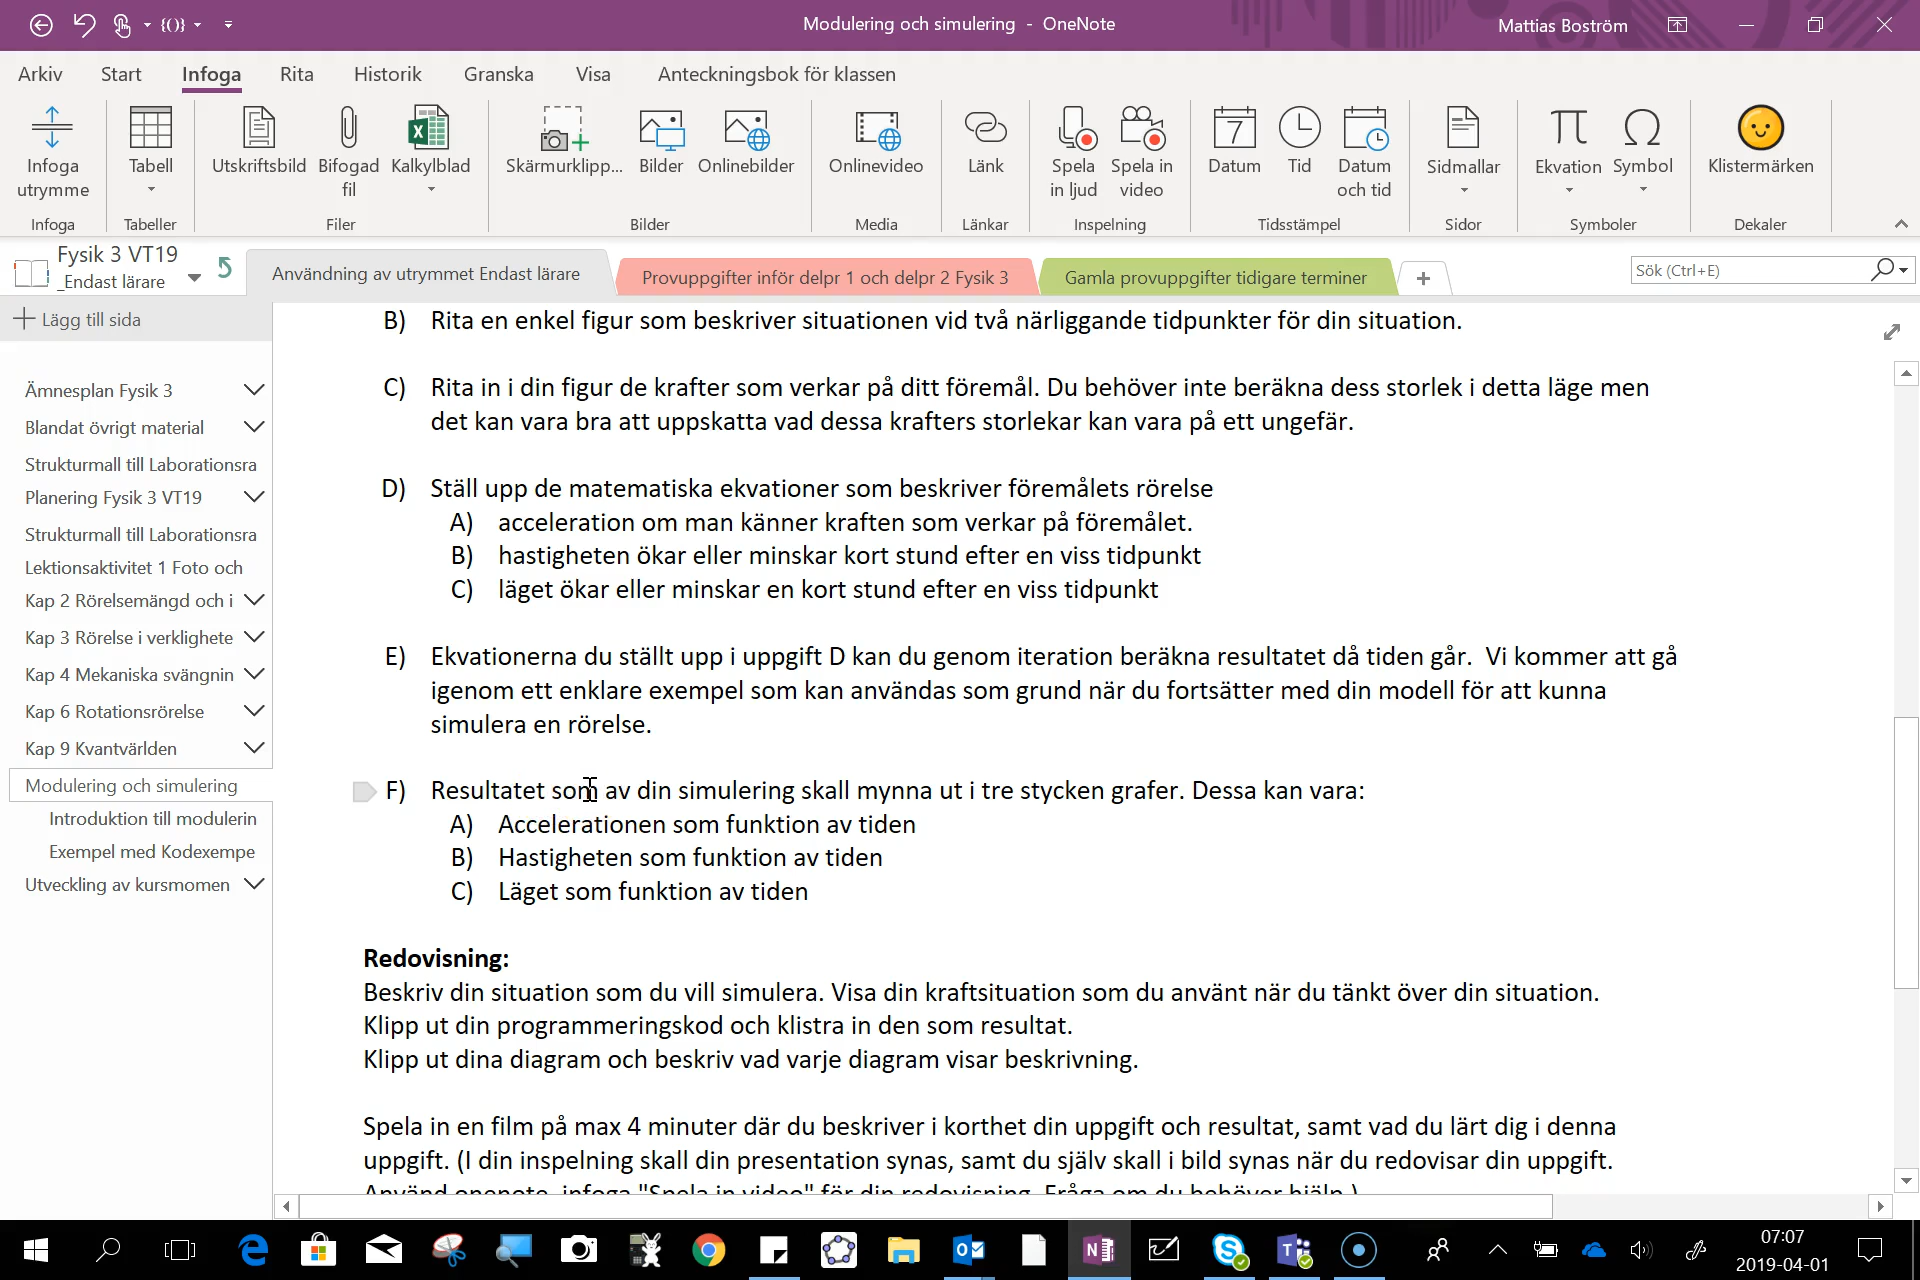 Modulering och simulering - OneNote
Mattias Boström
Arkiv Start Infoga Rita Historik Granska Visa Anteckningsbok för klassen
Infoga utrymme
Tabell
Utskriftsbild
Bifogad fil
Kalkylblad
Skärmurklipp...
Bilder
Onlinebilder
Onlinevideo
Länk
Spela in ljud
Spela in video
Datum
Tid
Datum och tid
Sidmallar
Ekvation
Symbol
Klistermärken
Infoga Tabeller Filer Bilder Media Länkar Inspelning Tidsstämpel Sidor Symboler Dekaler
Fysik 3 VT19
_Endast lärare
Användning av utrymmet Endast lärare
Provuppgifter inför delpr 1 och delpr 2 Fysik 3
Gamla provuppgifter tidigare terminer
+
Sök (Ctrl+E)
Lägg till sida
Ämnesplan Fysik 3
Blandat övrigt material
Strukturmall till Laborationsra
Planering Fysik 3 VT19
Strukturmall till Laborationsra
Lektionsaktivitet 1 Foto och
Kap 2 Rörelsemängd och i
Kap 3 Rörelse i verklighete
Kap 4 Mekaniska svängnin
Kap 6 Rotationsrörelse
Kap 9 Kvantvärlden
Modulering och simulering
Introduktion till modulerin
Exempel med Kodexempe
Utveckling av kursmomen
B) Rita en enkel figur som beskriver situationen vid två närliggande tidpunkter för din situation.
C) Rita in i din figur de krafter som verkar på ditt föremål. Du behöver inte beräkna dess storlek i detta läge men
det kan vara bra att uppskatta vad dessa krafters storlekar kan vara på ett ungefär.
D) Ställ upp de matematiska ekvationer som beskriver föremålets rörelse
A) acceleration om man känner kraften som verkar på föremålet.
B) hastigheten ökar eller minskar kort stund efter en viss tidpunkt
C) läget ökar eller minskar en kort stund efter en viss tidpunkt
E) Ekvationerna du ställt upp i uppgift D kan du genom iteration beräkna resultatet då tiden går. Vi kommer att gå
igenom ett enklare exempel som kan användas som grund när du fortsätter med din modell för att kunna
simulera en rörelse.
F) Resultatet som av din simulering skall mynna ut i tre stycken grafer. Dessa kan vara:
A) Accelerationen som funktion av tiden
B) Hastigheten som funktion av tiden
C) Läget som funktion av tiden
Redovisning:
Beskriv din situation som du vill simulera. Visa din kraftsituation som du använt när du tänkt över din situation.
Klipp ut din programmeringskod och klistra in den som resultat.
Klipp ut dina diagram och beskriv vad varje diagram visar beskrivning.
Spela in en film på max 4 minuter där du beskriver i korthet din uppgift och resultat, samt vad du lärt dig i denna
uppgift. (I din inspelning skall din presentation synas, samt du själv skall i bild synas när du redovisar din uppgift.
Använd onenote, infoga "Spela in video" för din redovisning. Fråga om du behöver hjälp.)
07:07
2019-04-01